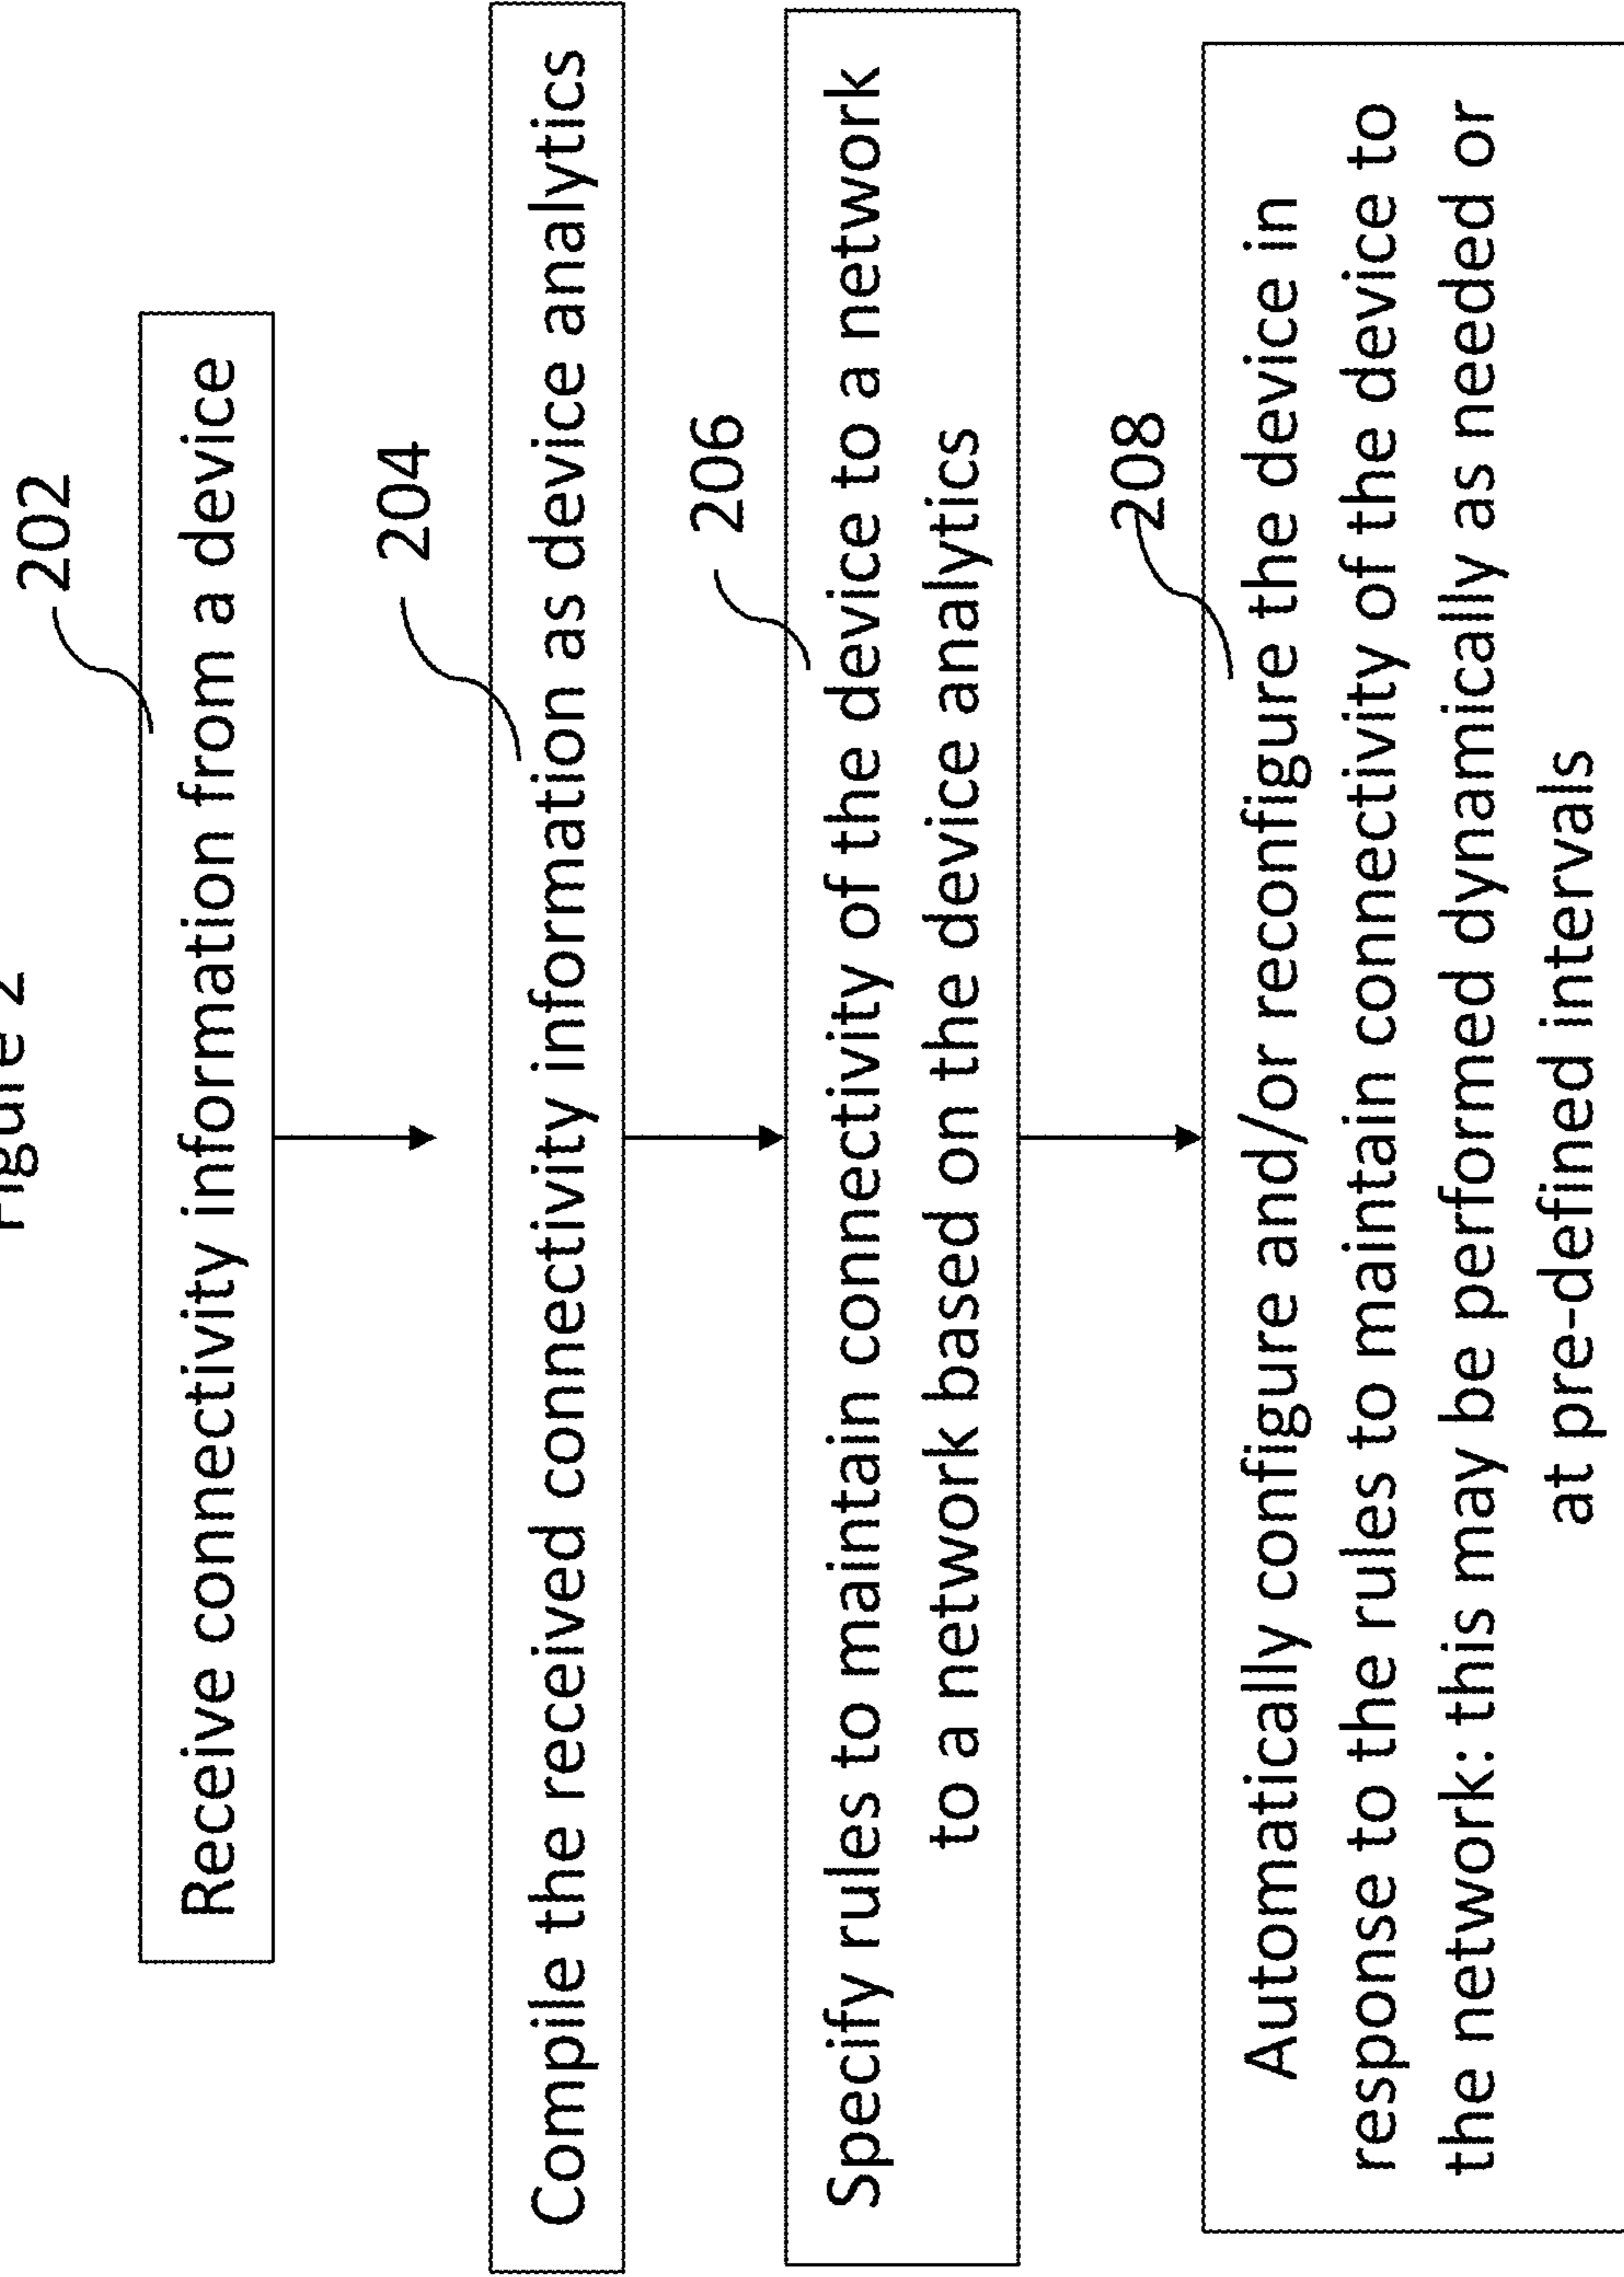 Figure 2
202
Receive connectivity information from a device
204
Compile the received connectivity information as device analytics
206
Specify rules to maintain connectivity of the device to a network
to a network based on the device analytics
208
Automatically configure and/or reconfigure the device in
response to the rules to maintain connectivity of the device to
the network: this may be performed dynamically as needed or
at pre-defined intervals